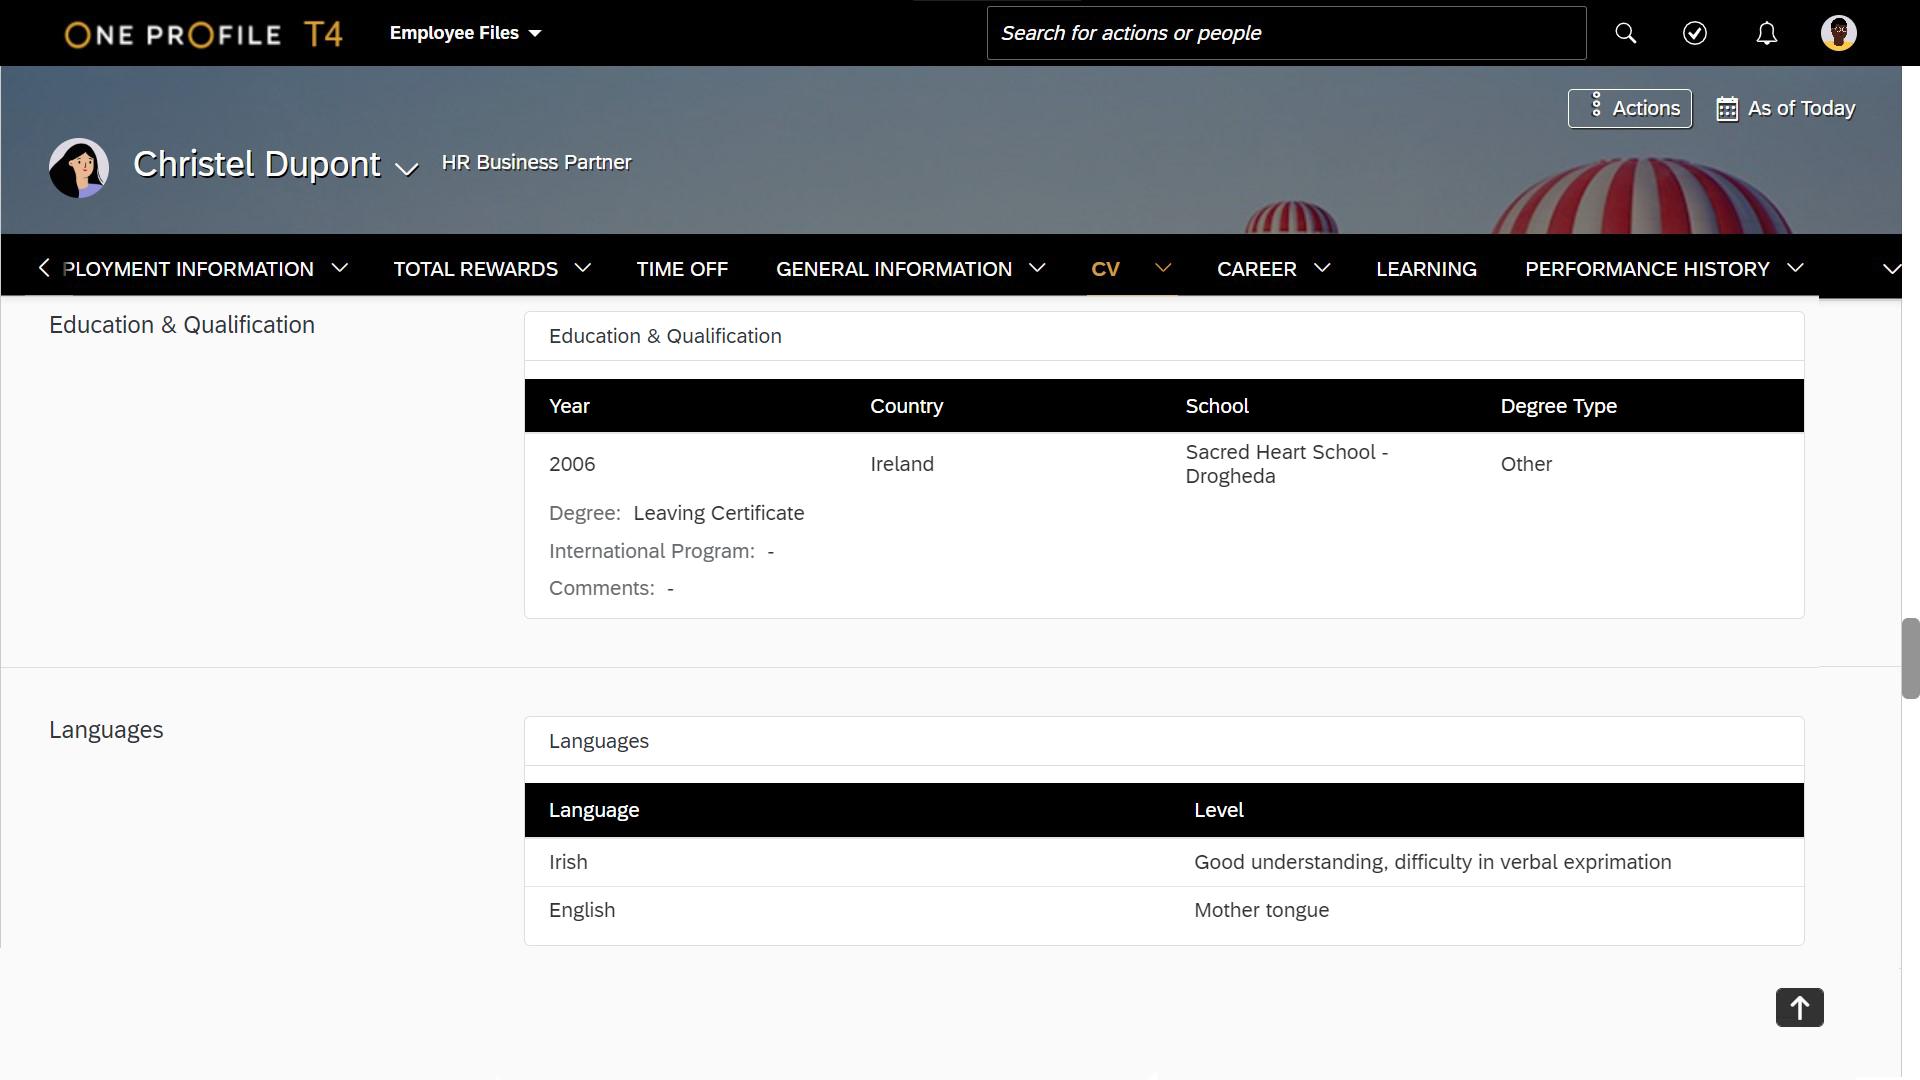 ONE PROFILE T4
Employee Files
Search for actions or people
Actions
As of Today
Christel Dupont
HR Business Partner
PLOYMENT INFORMATION
TOTAL REWARDS
TIME OFF
GENERAL INFORMATION
CV
CAREER
LEARNING
PERFORMANCE HISTORY
Education & Qualification
Education & Qualification
Year Country School Degree Type
2006 Ireland Sacred Heart School - Other
Drogheda
Degree: Leaving Certificate
International Program: -
Comments: -
Languages
Languages
Language Level
Irish Good understanding, difficulty in verbal exprimation
English Mother tongue